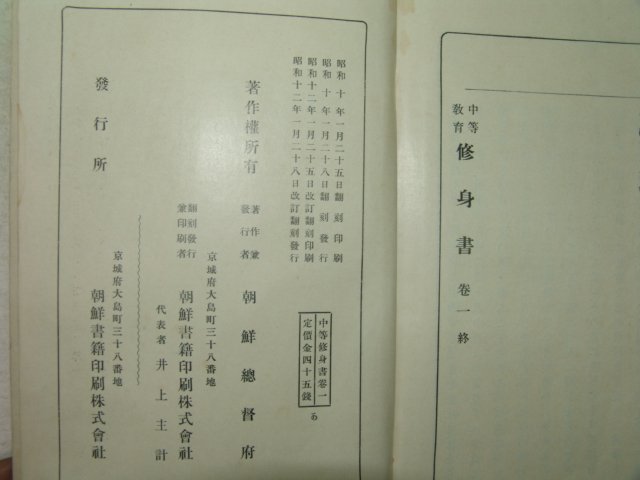 中等
教育
修身書 卷一 終
昭和十年一月二十五日翻刻印刷
昭和十年一月二十八日翻刻發行
昭和十二年一月二十五日改訂翻刻印刷
昭和十二年一月二十八日改訂翻刻發行
中等修身書卷一
定價金四十五錢
あ
著作權所有
著作兼
發行者
朝鮮總督府
京城府大島町三十八番地
翻刻發行
兼印刷者
朝鮮書籍印刷株式會社
代表者 井上主計
發行所
京城府大島町三十八番地
朝鮮書籍印刷株式會社